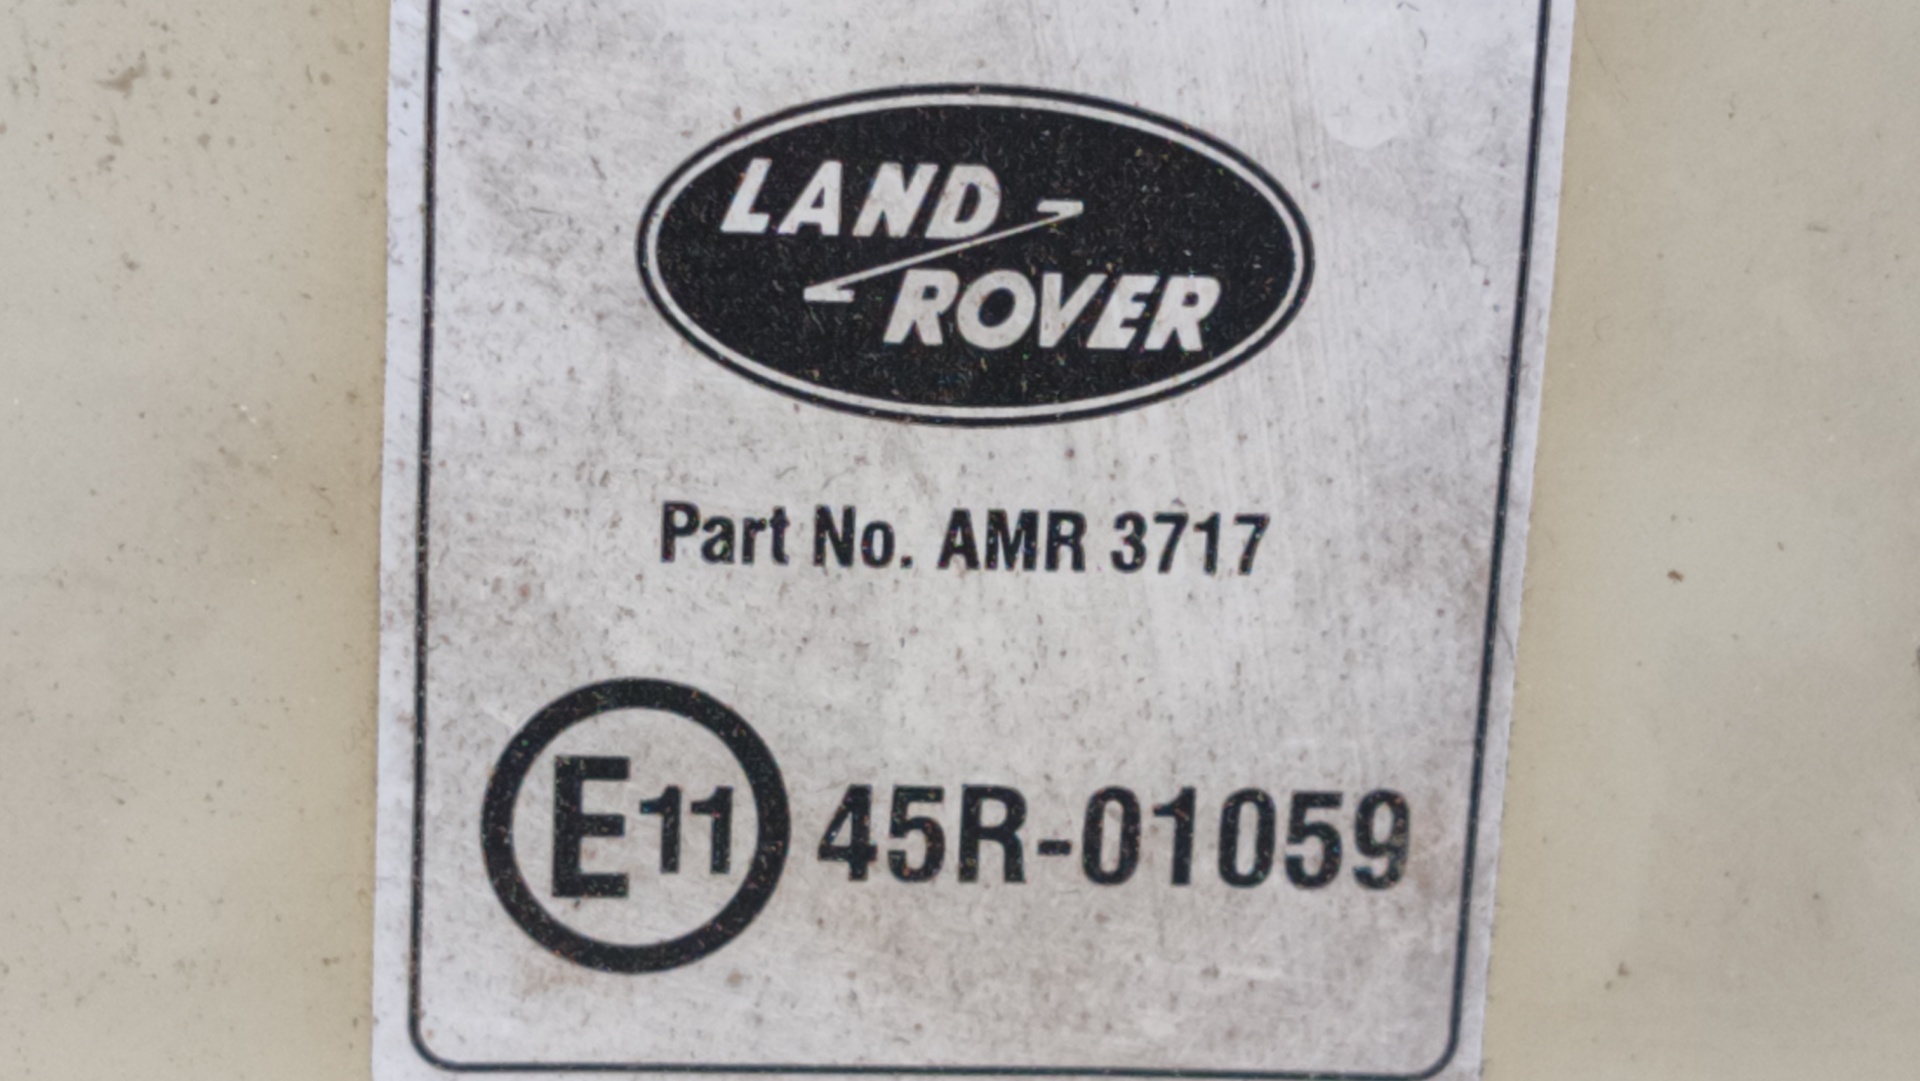 LAND
ROVER
Part No. AMR 3717
E11 45R-01059